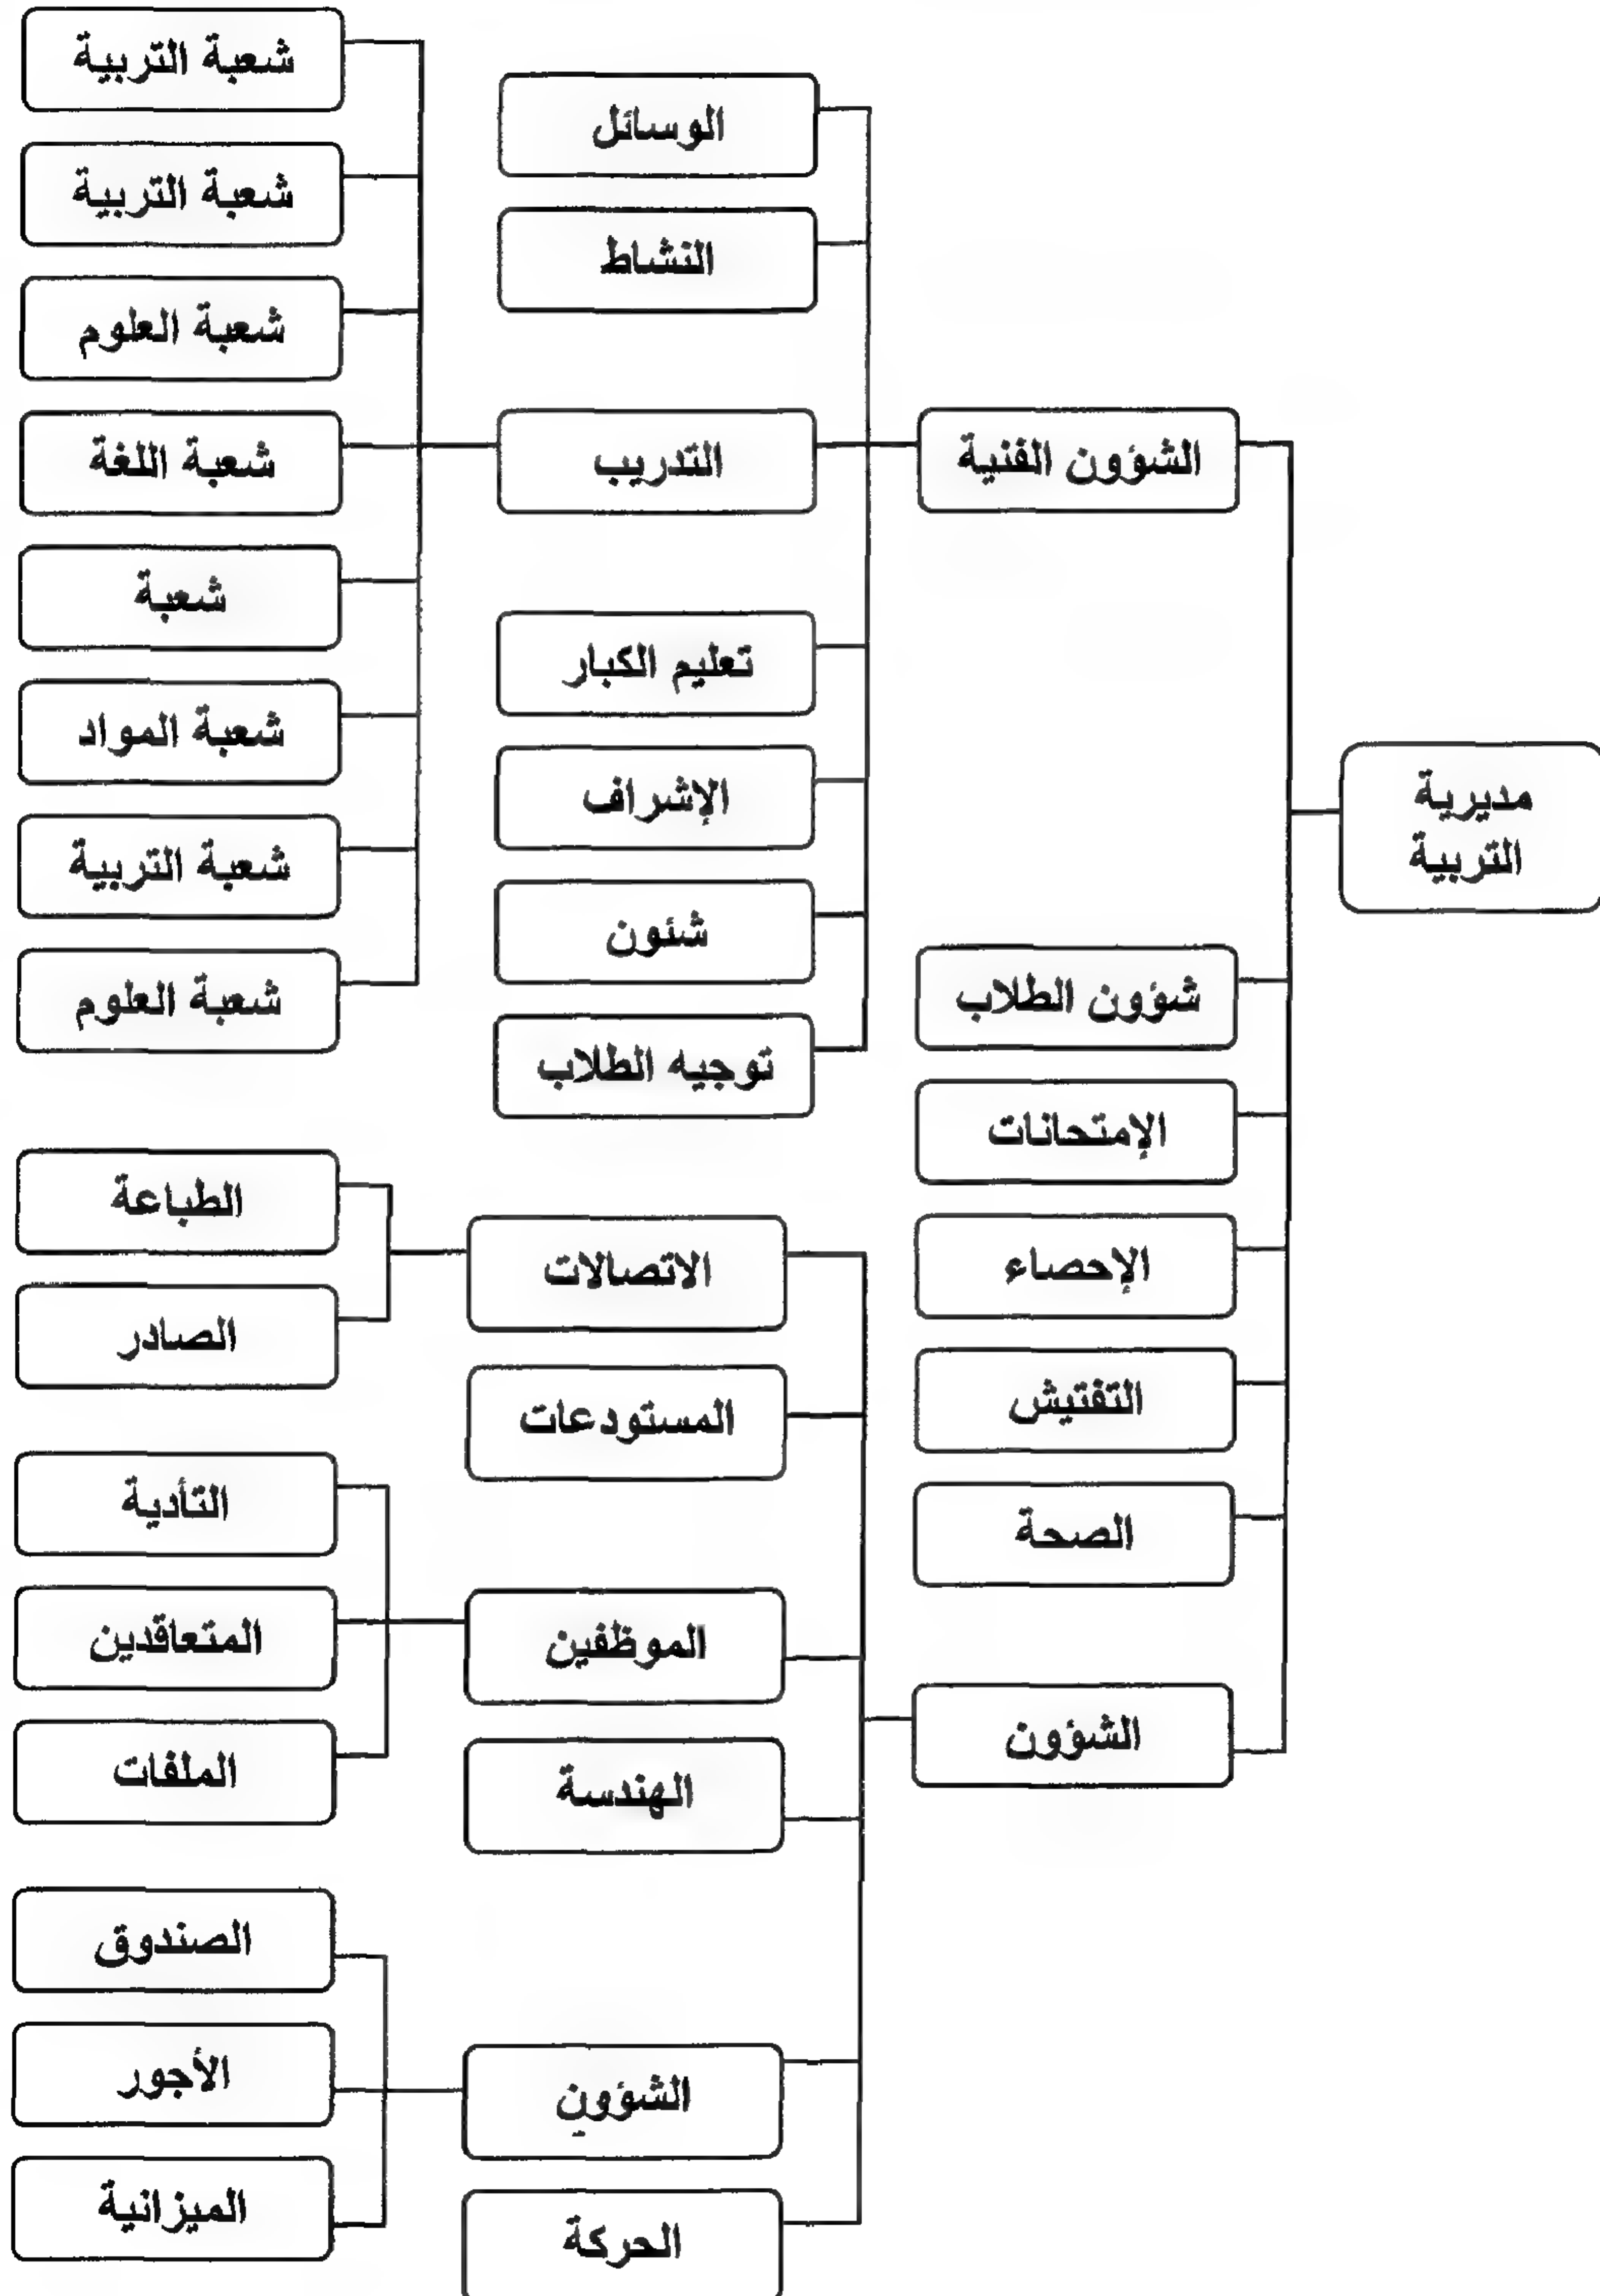 مديرية
التربية
الشؤون الفنية
شؤون الطلاب
الإمتحانات
الإحصاء
التفتيش
الصحة
الشؤون
الوسائل
النشاط
التدريب
تعليم الكبار
الإشراف
شئون
توجيه الطلاب
الاتصالات
المستودعات
الموظفين
الهندسة
الشؤون
الحركة
شعبة التربية
شعبة التربية
شعبة العلوم
شعبة اللغة
شعبة
شعبة المواد
شعبة التربية
شعبة العلوم
الطباعة
الصادر
التأدية
المتعاقدين
الملفات
الصندوق
الأجور
الميزانية